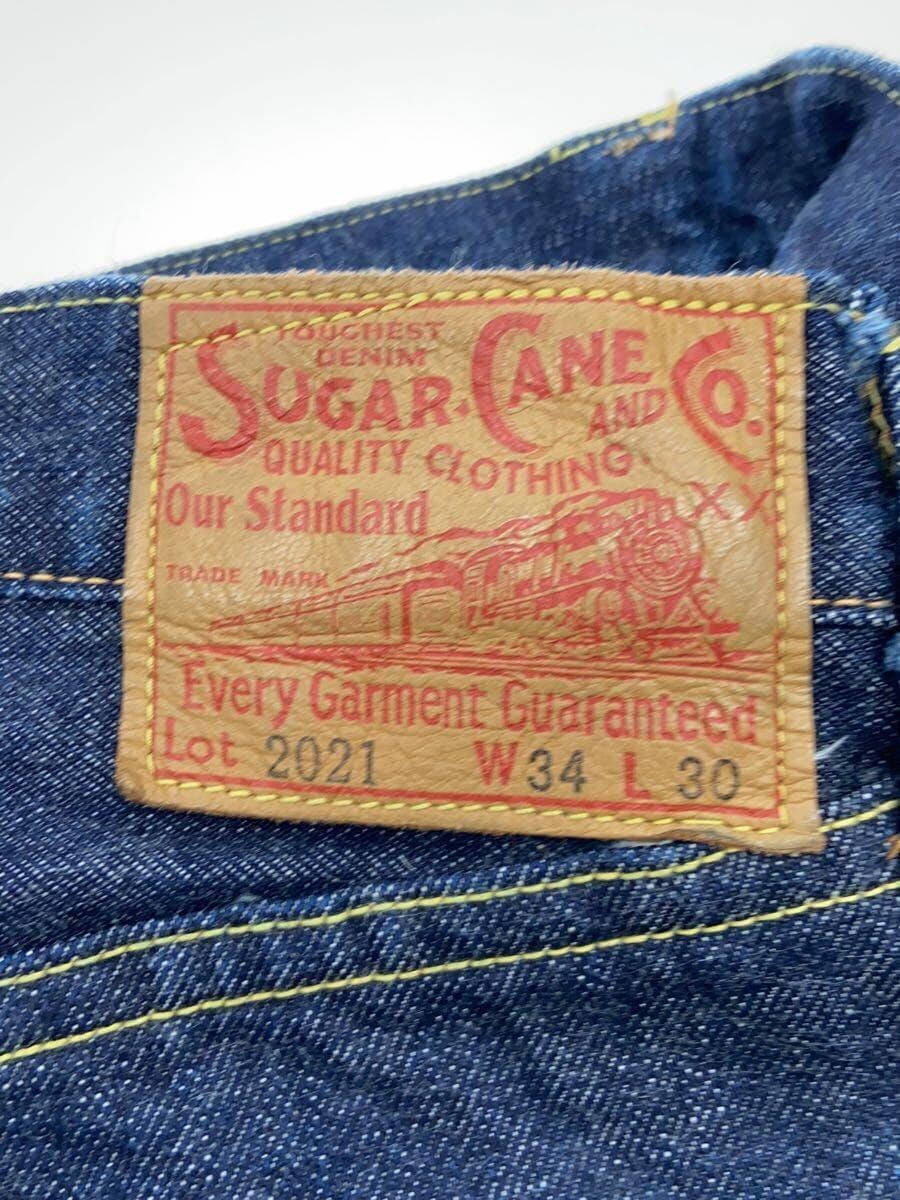 TOUGHEST
DENIM
SUGAR CANE AND CO.
QUALITY CLOTHING
Our Standard XX
TRADE MARK
Every Garment Guaranteed
Lot 2021 W34 L 30